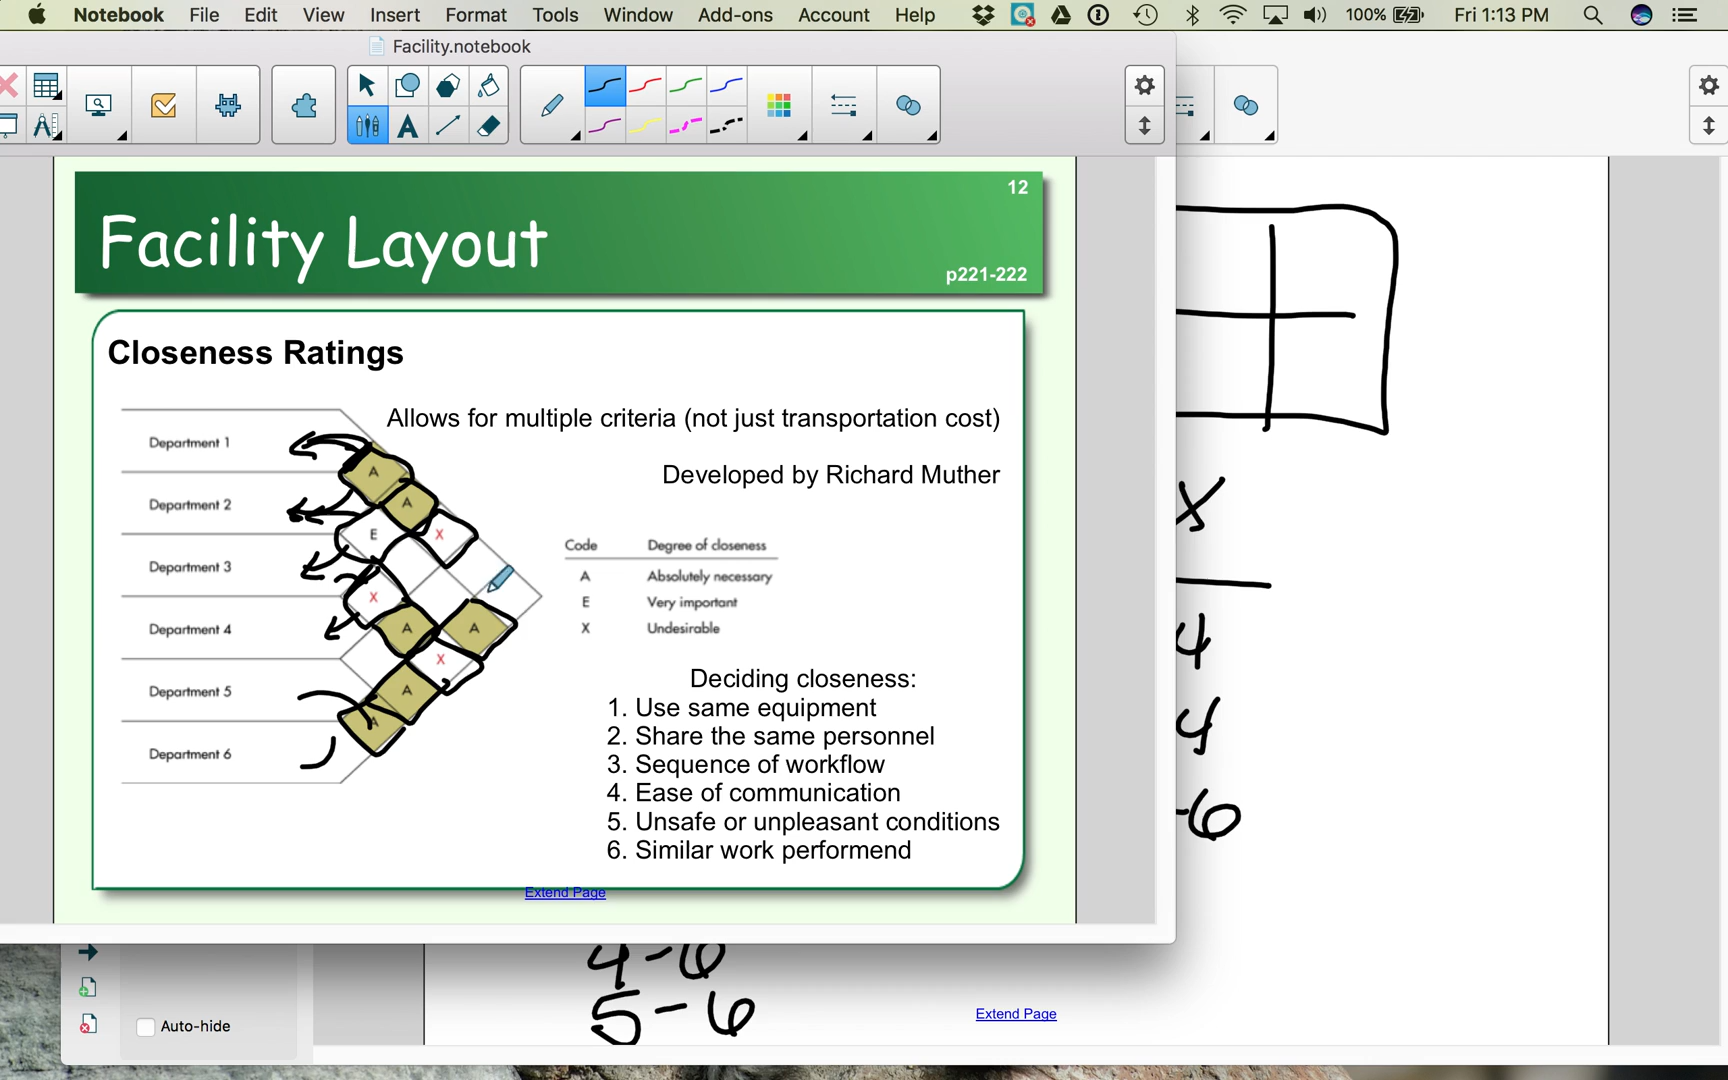 Notebook File Edit View Insert Format Tools Window Add-ons Account Help 100% Fri 1:13 PM
Facility.notebook
12
Facility Layout
p221-222
Closeness Ratings
Allows for multiple criteria (not just transportation cost)
Developed by Richard Muther
Department 1
Department 2
Department 3
Department 4
Department 5
Department 6
A
A
E
X
X
A
A
X
A
A
Code Degree of closeness
A Absolutely necessary
E Very important
X Undesirable
Deciding closeness:
1. Use same equipment
2. Share the same personnel
3. Sequence of workflow
4. Ease of communication
5. Unsafe or unpleasant conditions
6. Similar work performend
Extend Page
X
4
4
-6
4-6
5-6
Auto-hide
Extend Page